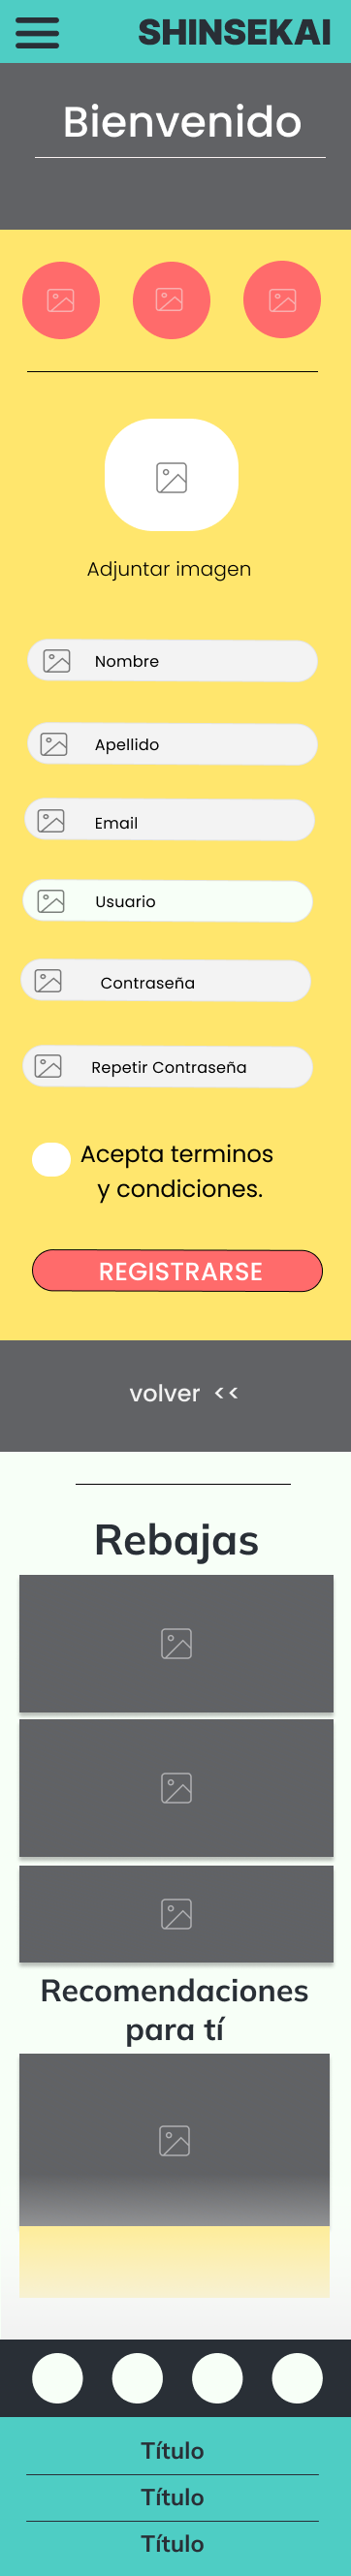 SHINSEKAI
Bienvenido
Adjuntar imagen
Nombre
Apellido
Email
Usuario
Contraseña
Repetir Contraseña
Acepta terminos
y condiciones.
REGISTRARSE
volver <<
Rebajas
Recomendaciones
para tí
Título
Título
Título